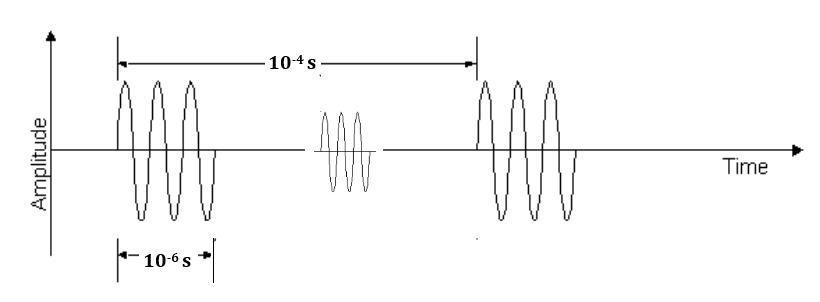 10⁻⁴ s
Amplitude
Time
10⁻⁶ s